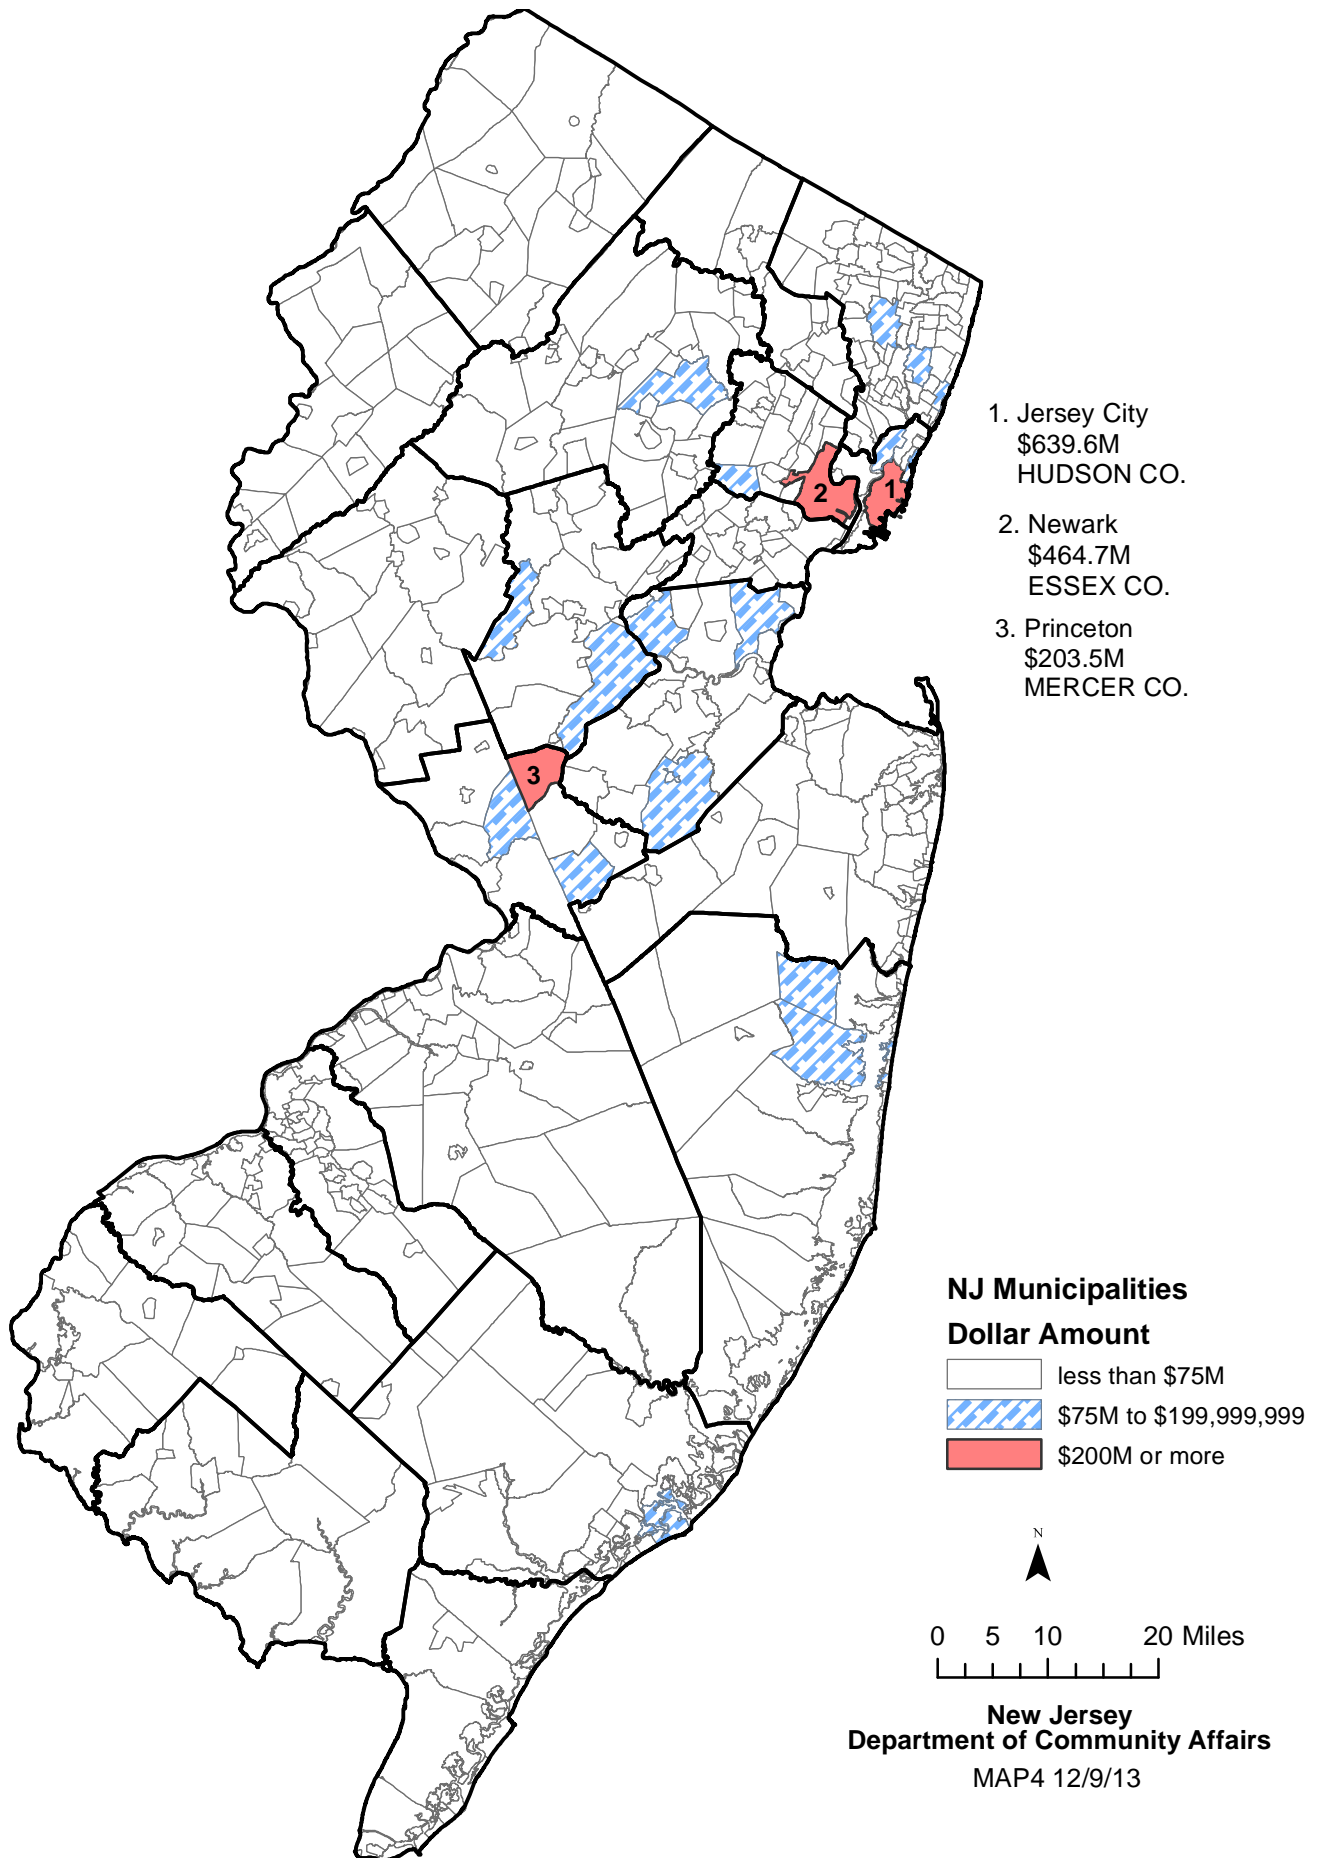 1. Jersey City
$639.6M
HUDSON CO.
2. Newark
$464.7M
ESSEX CO.
3. Princeton
$203.5M
MERCER CO.
1
2
3
NJ Municipalities
Dollar Amount
less than $75M
$75M to $199,999,999
$200M or more
N
0 5 10 20 Miles
New Jersey
Department of Community Affairs
MAP4 12/9/13